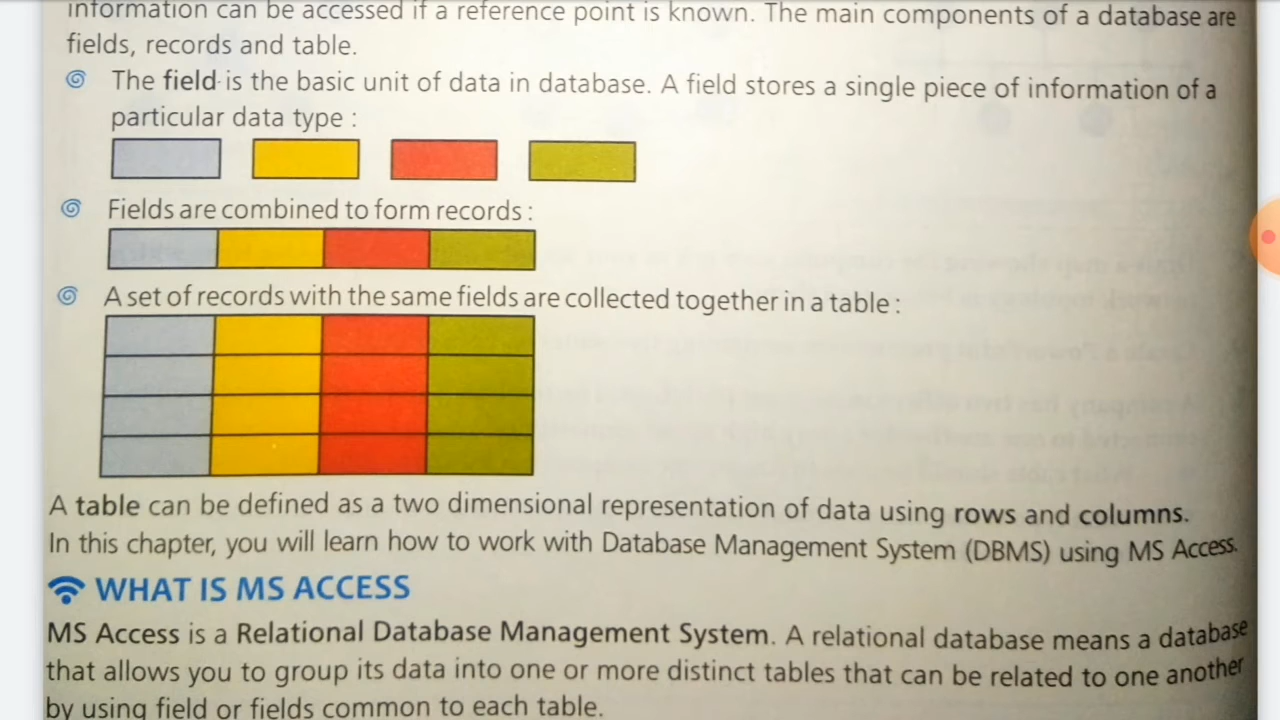 information can be accessed if a reference point is known. The main components of a database are
fields, records and table.
The field is the basic unit of data in database. A field stores a single piece of information of a
particular data type :
Fields are combined to form records :
A set of records with the same fields are collected together in a table :
A table can be defined as a two dimensional representation of data using rows and columns.
In this chapter, you will learn how to work with Database Management System (DBMS) using MS Access.
WHAT IS MS ACCESS
MS Access is a Relational Database Management System. A relational database means a database
that allows you to group its data into one or more distinct tables that can be related to one another
by using field or fields common to each table.